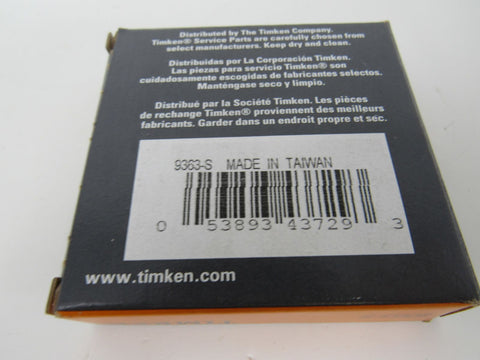 Distributed by The Timken Company.
Timken® Service Parts are carefully chosen from
select manufacturers. Keep dry and clean.
Distribuidas por La Corporación Timken.
Las piezas para servicio Timken® son
cuidadosamente escogidas de fabricantes selectos.
Manténgase seco y limpio.
Distribué par la Société Timken. Les pièces
de rechange Timken® proviennent des meilleurs
fabricants. Garder dans un endroit propre et sec.
9363-S MADE IN TAIWAN
0 53893 43729 3
www.timken.com